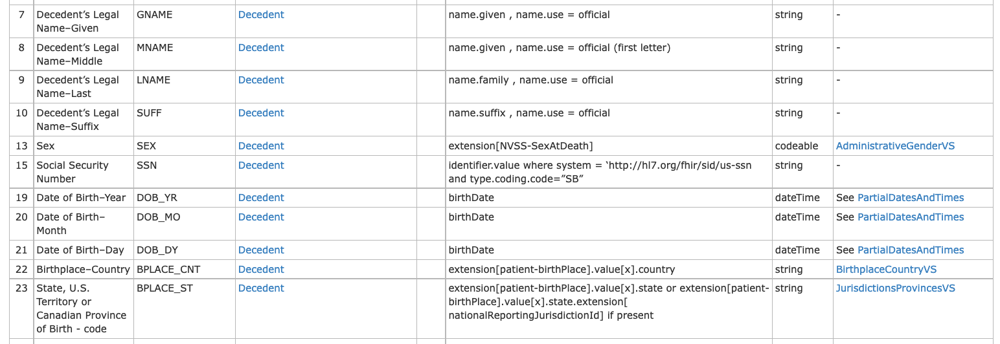 7 Decedent’s Legal GNAME Decedent name.given , name.use = official string -
Name–Given
8 Decedent’s Legal MNAME Decedent name.given , name.use = official (first letter) string -
Name–Middle
9 Decedent’s Legal LNAME Decedent name.family , name.use = official string -
Name–Last
10 Decedent’s Legal SUFF Decedent name.suffix , name.use = official string -
Name–Suffix
13 Sex SEX Decedent extension[NVSS-SexAtDeath] codeable AdministrativeGenderVS
15 Social Security SSN Decedent identifier.value where system = ‘http://hl7.org/fhir/sid/us-ssn string -
Number and type.coding.code=”SB”
19 Date of Birth–Year DOB_YR Decedent birthDate dateTime See PartialDatesAndTimes
20 Date of Birth– DOB_MO Decedent birthDate dateTime See PartialDatesAndTimes
Month
21 Date of Birth–Day DOB_DY Decedent birthDate dateTime See PartialDatesAndTimes
22 Birthplace–Country BPLACE_CNT Decedent extension[patient-birthPlace].value[x].country string BirthplaceCountryVS
23 State, U.S. BPLACE_ST Decedent extension[patient-birthPlace].value[x].state or extension[patient- string JurisdictionsProvincesVS
Territory or birthPlace].value[x].state.extension[
Canadian Province nationalReportingJurisdictionId] if present
of Birth - code